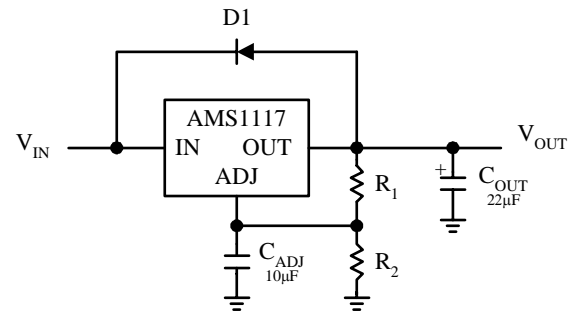 D1
AMS1117
V_IN
IN OUT
V_OUT
ADJ
+
R_1
C_OUT
22μF
C_ADJ
10μF
R_2